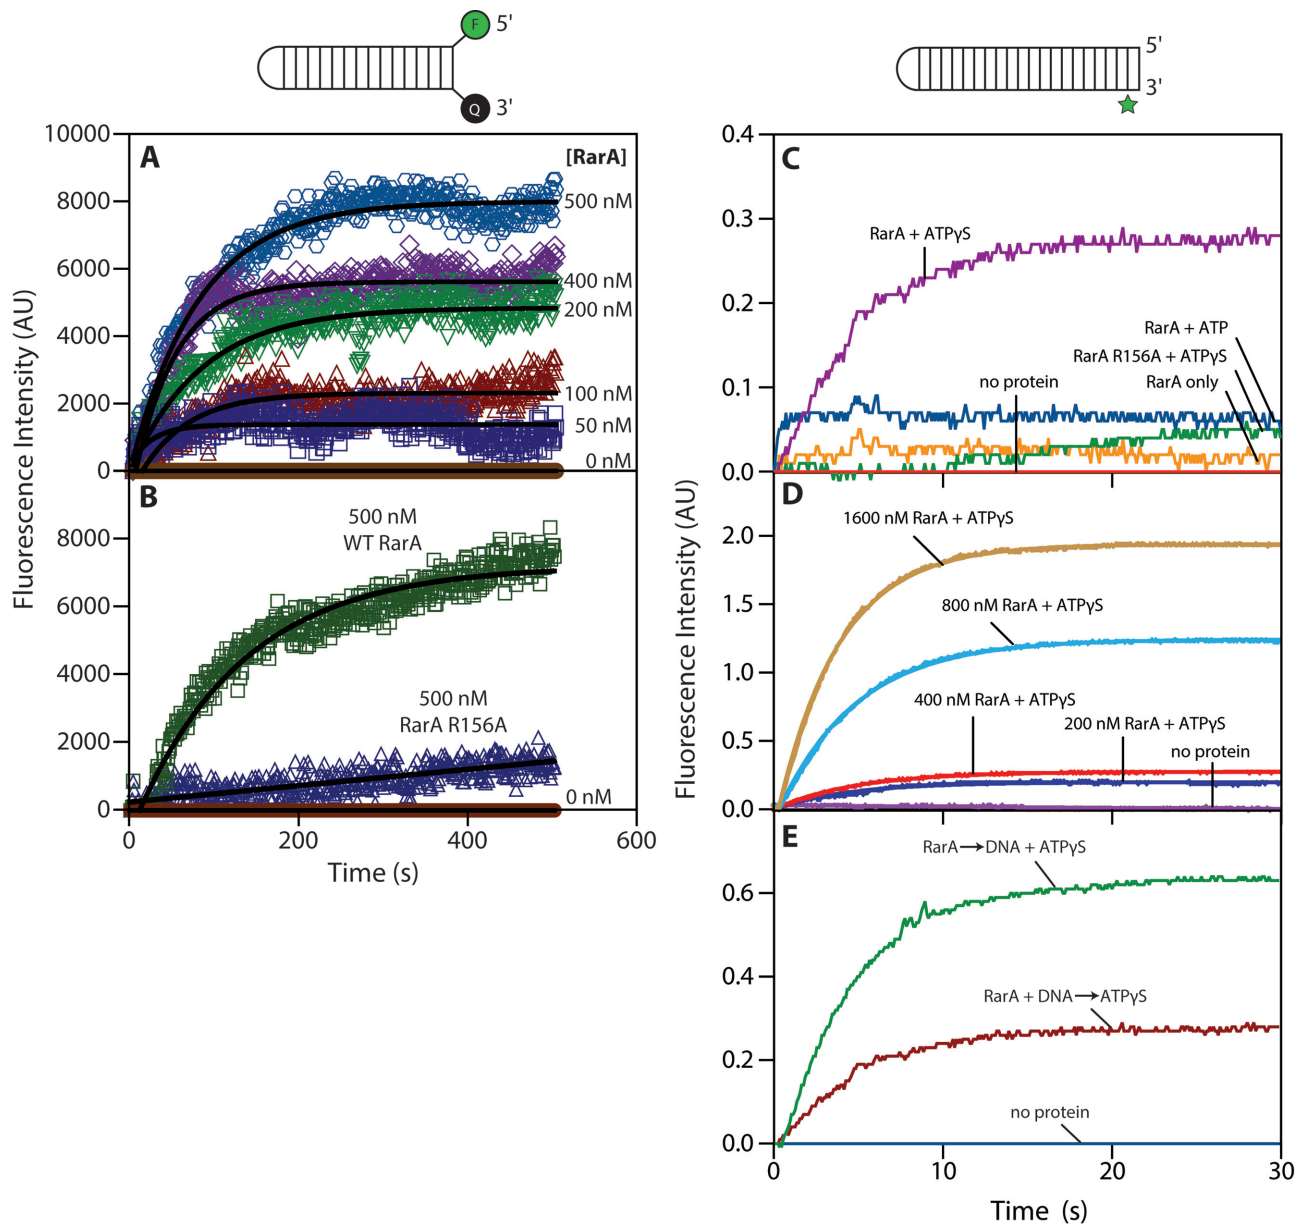 F 5'
Q 3'
A
[RarA]
10000
8000
6000
4000
2000
0
500 nM
400 nM
200 nM
100 nM
50 nM
0 nM
B
8000
6000
4000
2000
0
500 nM
WT RarA
500 nM
RarA R156A
0 nM
0
200
400
600
Time (s)
Fluorescence Intensity (AU)
5'
3'
C
0.4
0.3
0.2
0.1
0.0
RarA + ATPγS
RarA + ATP
RarA R156A + ATPγS
RarA only
no protein
D
2.0
1.5
1.0
0.5
0.0
1600 nM RarA + ATPγS
800 nM RarA + ATPγS
400 nM RarA + ATPγS
200 nM RarA + ATPγS
no protein
Fluorescence Intensity (AU)
E
0.6
0.4
0.2
0.0
RarA→DNA + ATPγS
RarA + DNA→ATPγS
no protein
0
10
20
30
Time (s)